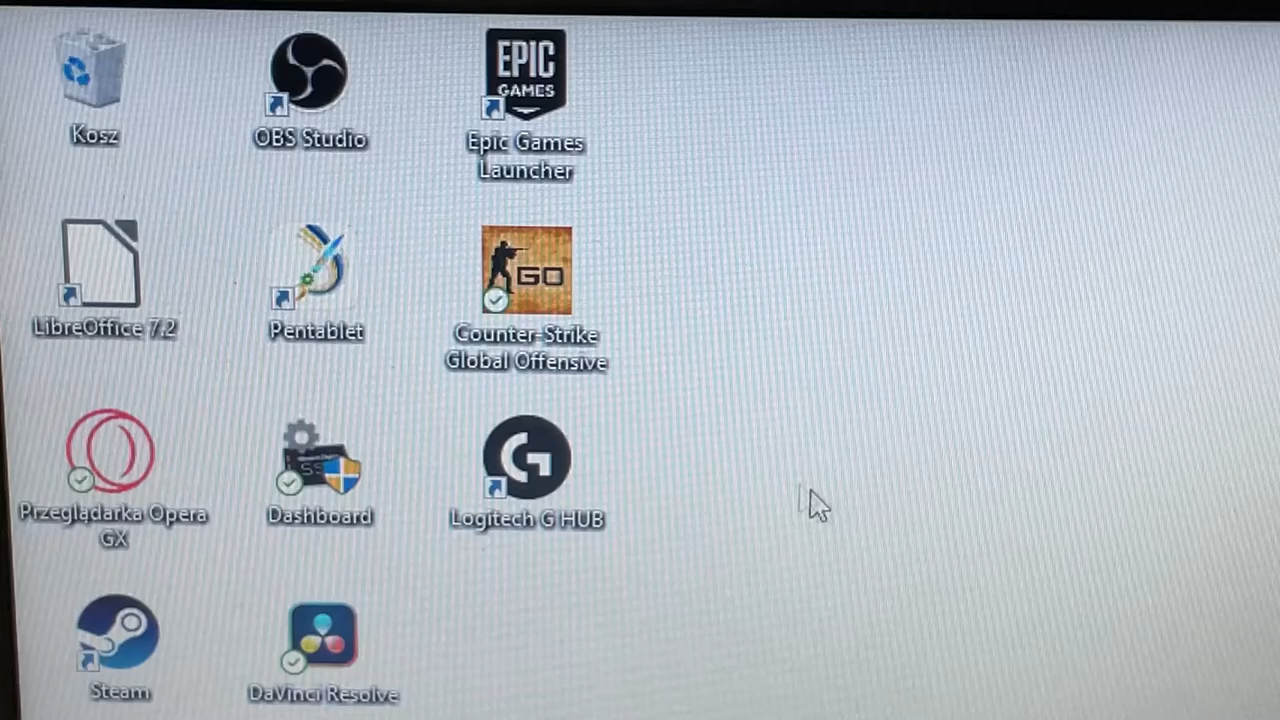 Kosz
OBS Studio
EPIC
GAMES
Epic Games
Launcher
LibreOffice 7.2
Pentablet
GO
Counter-Strike
Global Offensive
Przeglądarka Opera
GX
Dashboard
G
Logitech G HUB
Steam
DaVinci Resolve